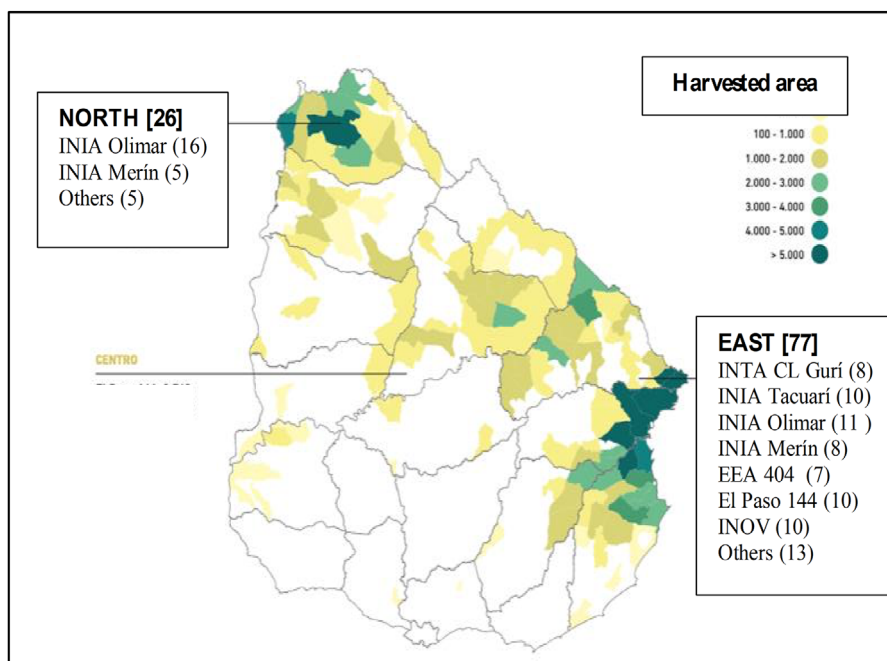 Harvested area
100 - 1.000
1.000 - 2.000
2.000 - 3.000
3.000 - 4.000
4.000 - 5.000
> 5.000
NORTH [26]
INIA Olimar (16)
INIA Merín (5)
Others (5)
CENTRO
EAST [77]
INTA CL Gurí (8)
INIA Tacuarí (10)
INIA Olimar (11 )
INIA Merín (8)
EEA 404 (7)
El Paso 144 (10)
INOV (10)
Others (13)